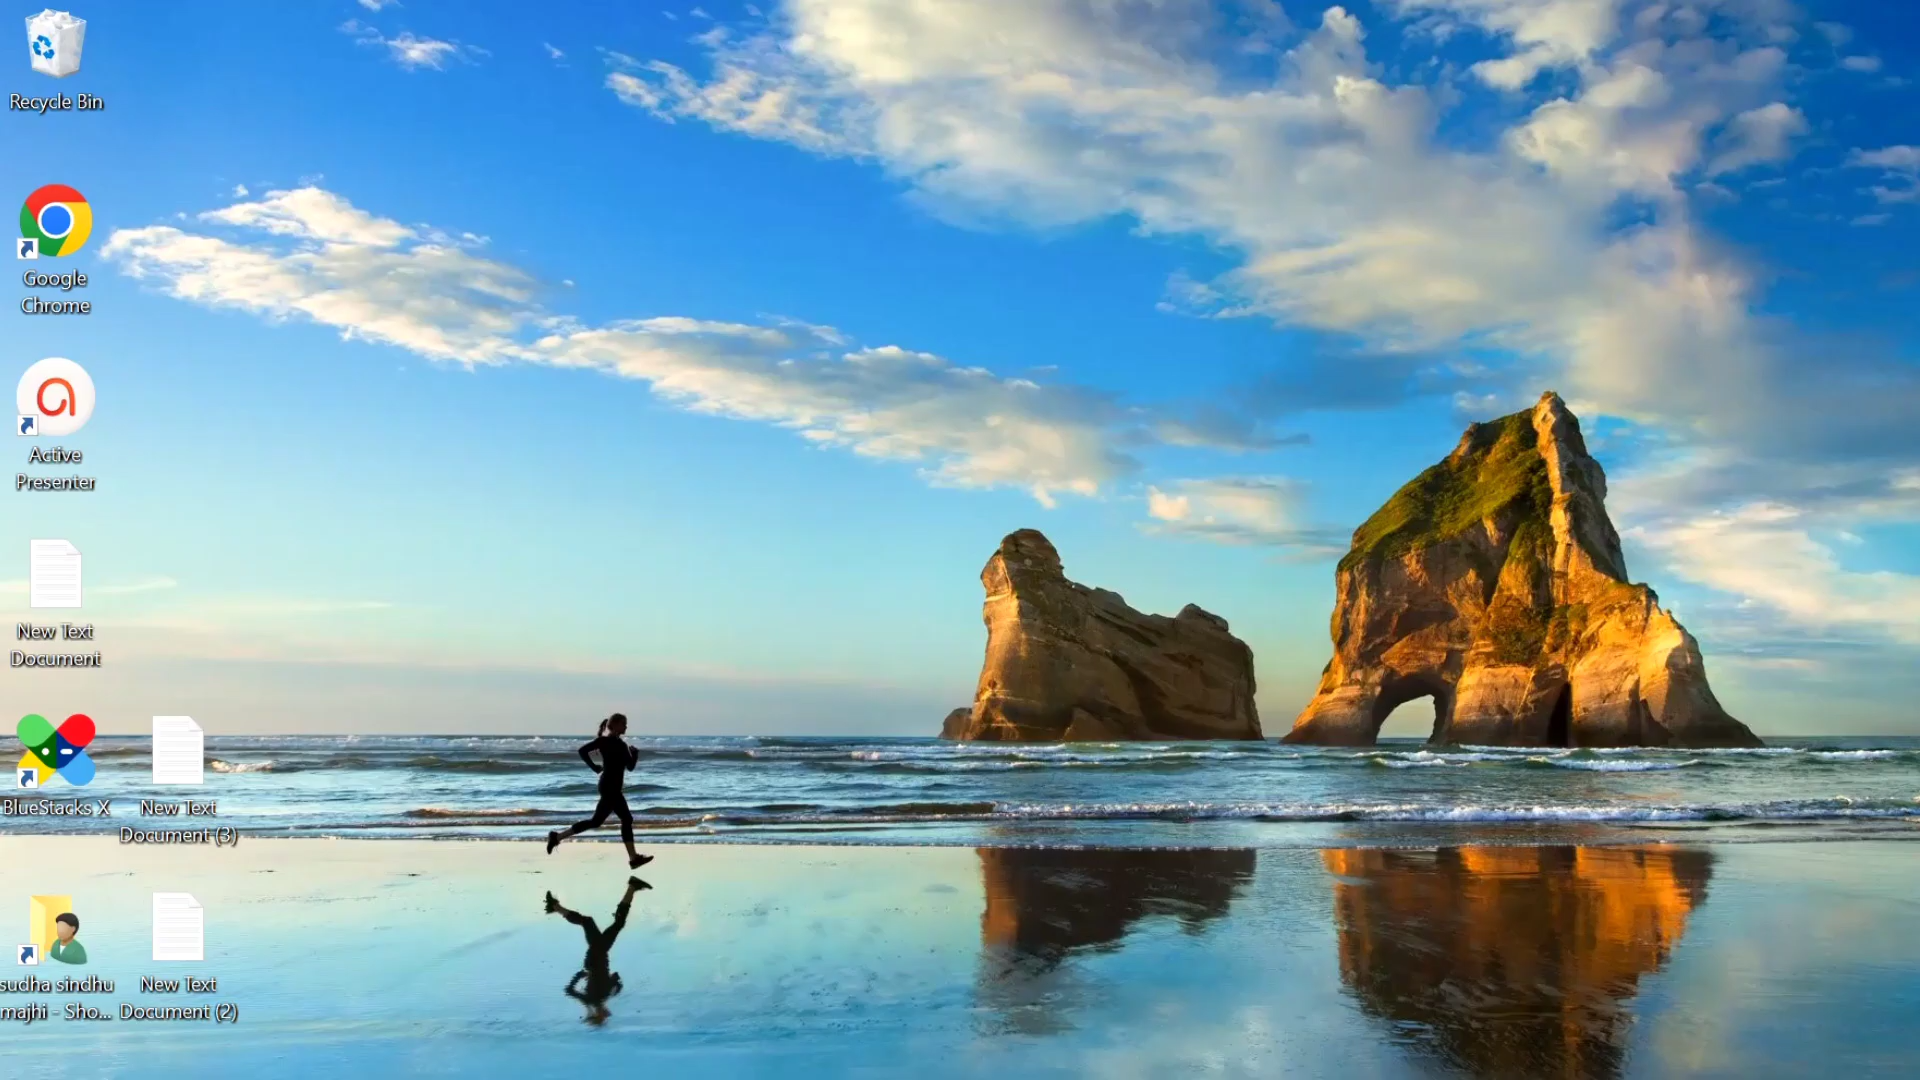 Recycle Bin
Google
Chrome
Active
Presenter
New Text
Document
BlueStacks X
New Text
Document (3)
sudha sindhu
majhi - Sho...
New Text
Document (2)